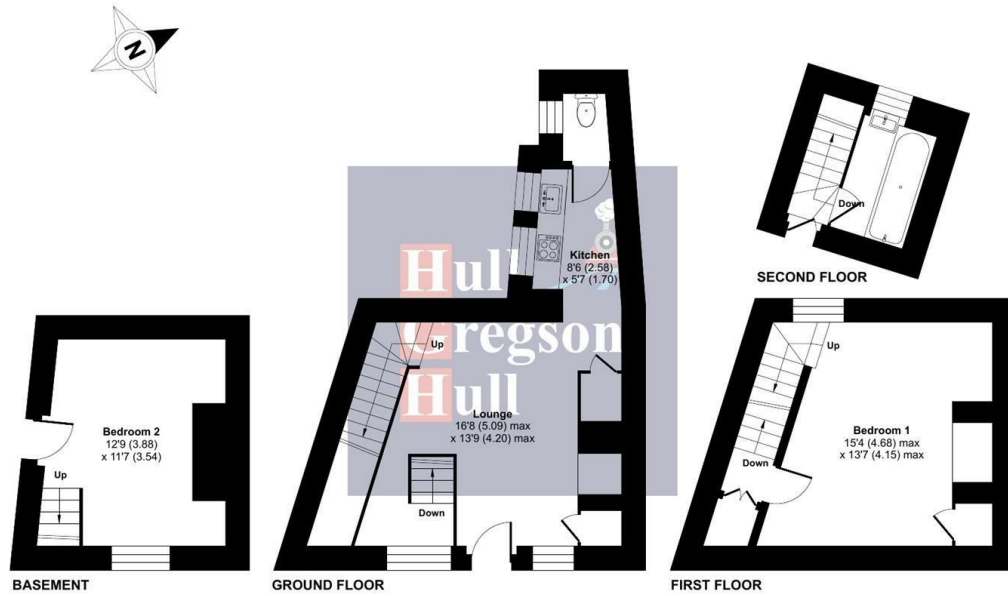 N
Bedroom 2
12'9 (3.88)
x 11'7 (3.54)
Up
BASEMENT
Hull
Gregson
Hull
Kitchen
8'6 (2.58)
x 5'7 (1.70)
Up
Lounge
16'8 (5.09) max
x 13'9 (4.20) max
Down
GROUND FLOOR
Down
SECOND FLOOR
Up
Bedroom 1
15'4 (4.68) max
x 13'7 (4.15) max
Down
FIRST FLOOR